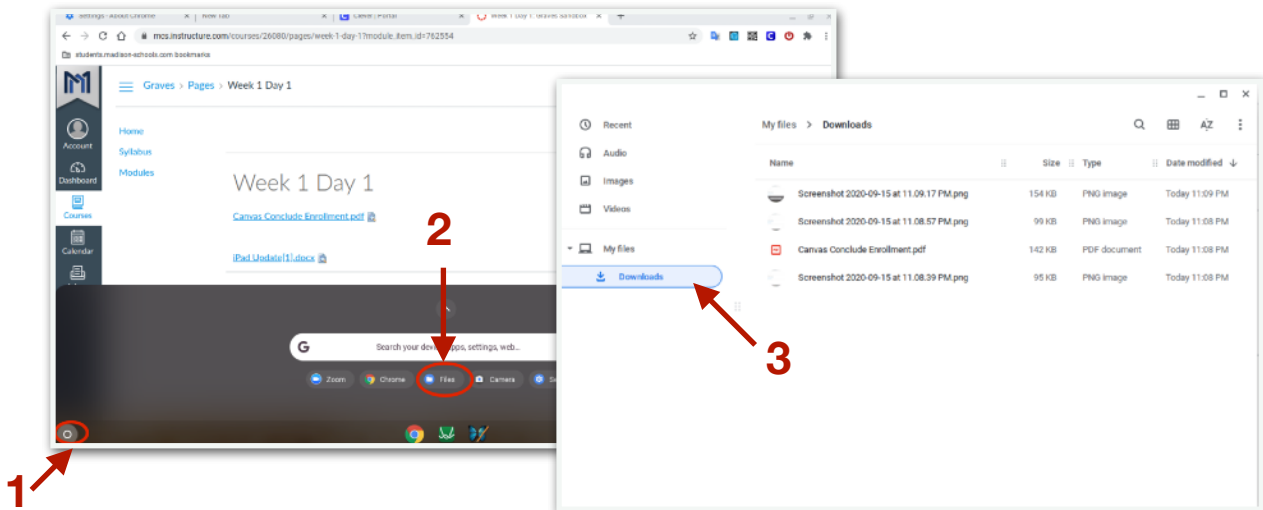 Settings - About Chrome
New Tab
Clever | Portal
Week 1 Day 1: Graves Sandbox
mcs.instructure.com/courses/26080/pages/week-1-day-1?module_item_id=762554
students.madison-schools.com bookmarks
Graves > Pages > Week 1 Day 1
Account
Dashboard
Courses
Calendar
Home
Syllabus
Modules
Week 1 Day 1
Canvas Conclude Enrollment.pdf
iPad Update[1].docx
2
G Search your device, apps, settings, web...
Zoom
Chrome
Files
Camera
1
Recent
Audio
Images
Videos
My files
Downloads
My files > Downloads
AZ
Name Size Type Date modified
Screenshot 2020-09-15 at 11.09.17 PM.png 154 KB PNG image Today 11:09 PM
Screenshot 2020-09-15 at 11.08.57 PM.png 99 KB PNG image Today 11:08 PM
Canvas Conclude Enrollment.pdf 142 KB PDF document Today 11:08 PM
Screenshot 2020-09-15 at 11.08.39 PM.png 95 KB PNG image Today 11:08 PM
3